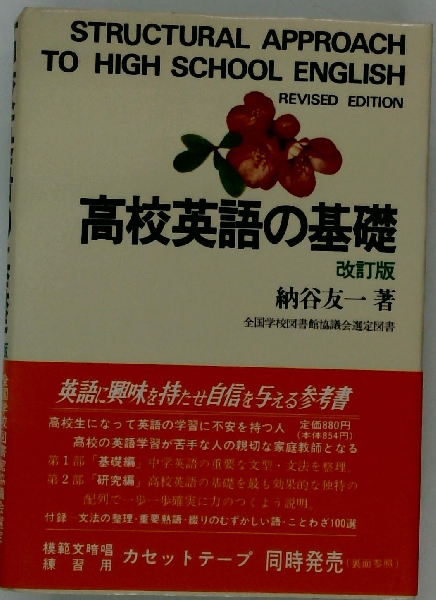 STRUCTURAL APPROACH
TO HIGH SCHOOL ENGLISH
REVISED EDITION
高校英語の基礎
改訂版
納谷友一 著
全国学校図書館協議会選定図書
英語に興味を持たせ自信を与える参考書
高校生になって英語の学習に不安を持つ人
定価880円
(本体854円)
高校の英語学習が苦手な人の親切な家庭教師となる
第1部「基礎編」中学英語の重要な文型・文法を整理。
第2部「研究編」高校英語の基礎を最も効果的な独特の
配列で一歩一歩確実に力のつくよう説明。
付録―文法の整理・重要熟語・綴りのむずかしい語・ことわざ100選
模範文暗唱
練習用
カセットテープ 同時発売(裏面参照)